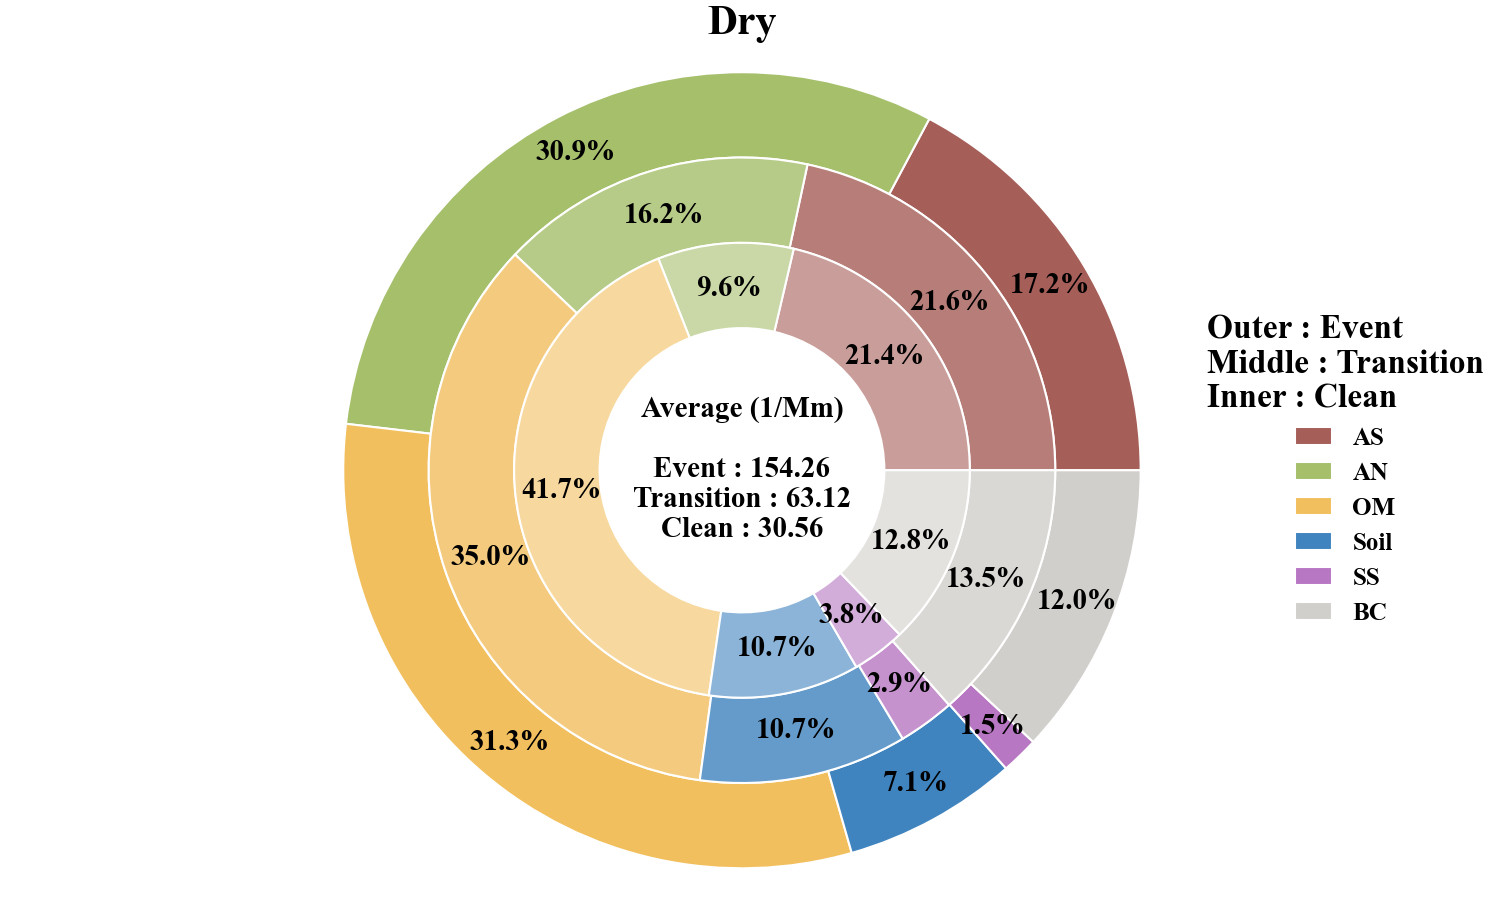 Dry
30.9%
16.2%
9.6%
17.2%
21.6%
21.4%
41.7%
35.0%
31.3%
Average (1/Mm)
Event : 154.26
Transition : 63.12
Clean : 30.56
12.8%
13.5%
12.0%
3.8%
2.9%
1.5%
10.7%
10.7%
7.1%
Outer : Event
Middle : Transition
Inner : Clean
AS
AN
OM
Soil
SS
BC